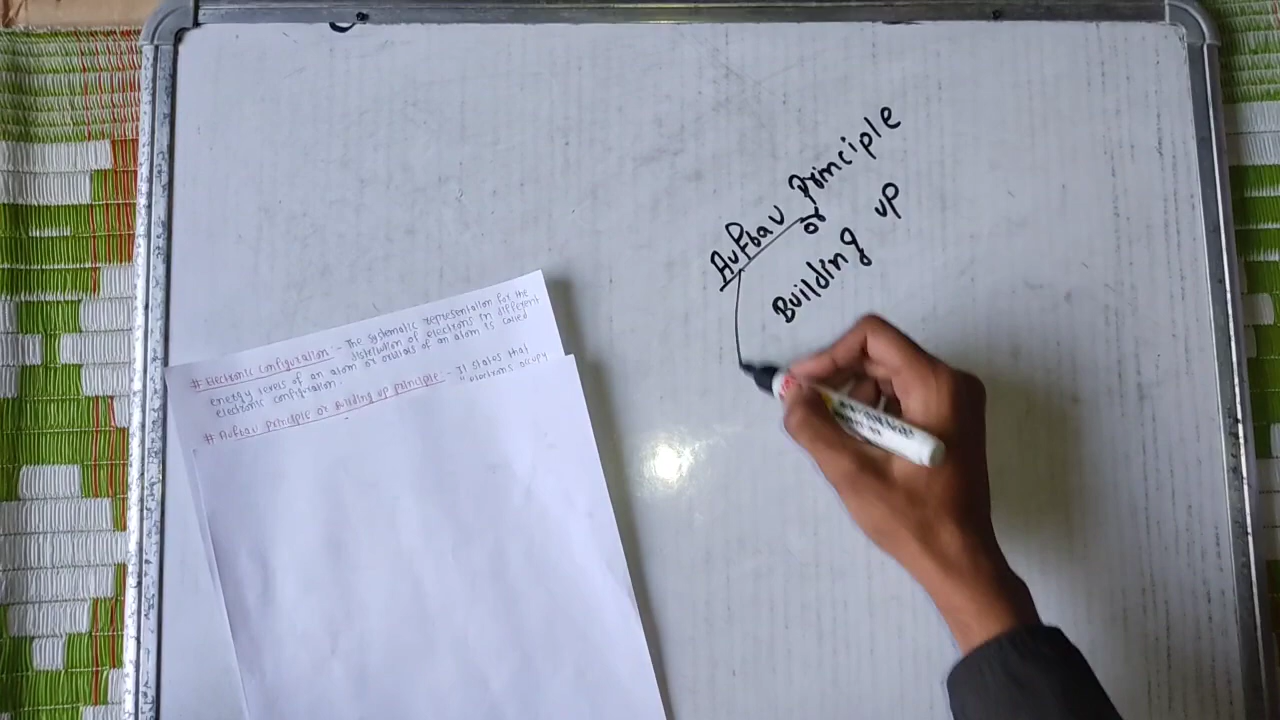 # Electronic Configuration:- The systematic representation for the
distribution of electrons in different
energy levels of an atom or orbitals of an atom is called
electronic configuration.
# Aufbau principle or Building up principle:- It states that
"electrons occupy
Aufbau Principle
or
Building up